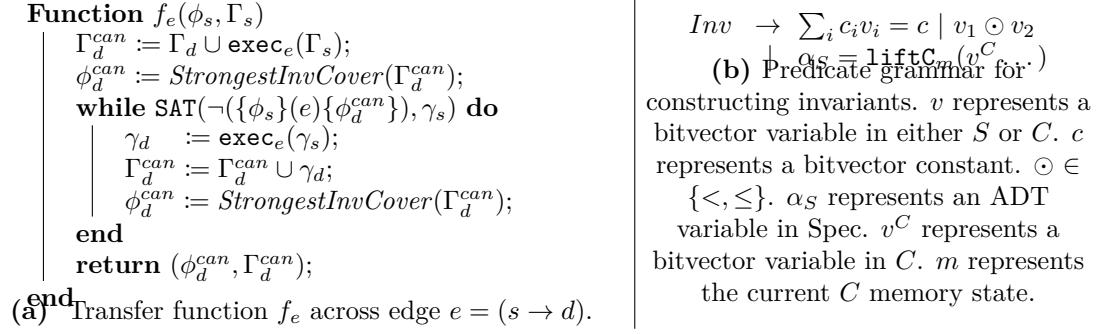 Function f_e(ϕ_s, Γ_s)
Γ_d^{can} := Γ_d ∪ exec_e(Γ_s);
ϕ_d^{can} := StrongestInvCover(Γ_d^{can});
while SAT(¬({ϕ_s}(e){ϕ_d^{can}}), γ_s) do
γ_d := exec_e(γ_s);
Γ_d^{can} := Γ_d^{can} ∪ γ_d;
ϕ_d^{can} := StrongestInvCover(Γ_d^{can});
end
return (ϕ_d^{can}, Γ_d^{can});
end
(a) Transfer function f_e across edge e = (s → d).
Inv → ∑_i c_i v_i = c | v_1 ⊙ v_2
| α_S = liftC_m(v^C ...)
(b) Predicate grammar for
constructing invariants. v represents a
bitvector variable in either S or C. c
represents a bitvector constant. ⊙ ∈
{<, ≤}. α_S represents an ADT
variable in Spec. v^C represents a
bitvector variable in C. m represents
the current C memory state.